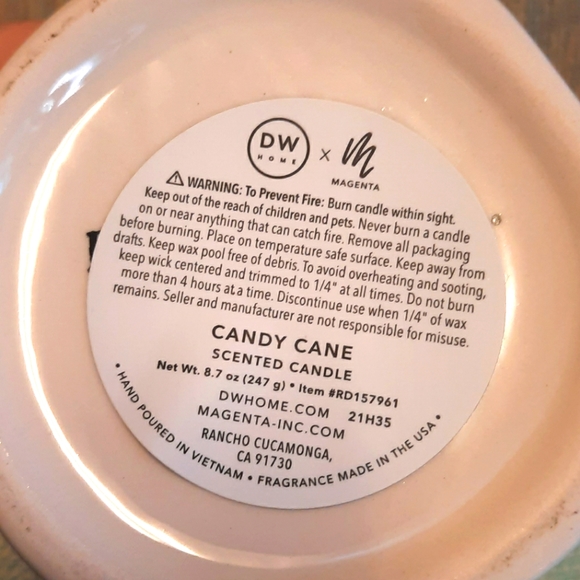 DW
HOME
x
M
MAGENTA
WARNING: To Prevent Fire: Burn candle within sight.
Keep out of the reach of children and pets. Never burn a candle
on or near anything that can catch fire. Remove all packaging
before burning. Place on temperature safe surface. Keep away from
drafts. Keep wax pool free of debris. To avoid overheating and sooting,
keep wick centered and trimmed to 1/4" at all times. Do not burn
more than 4 hours at a time. Discontinue use when 1/4" of wax
remains. Seller and manufacturer are not responsible for misuse.
CANDY CANE
SCENTED CANDLE
Net Wt. 8.7 oz (247 g) • Item #RD157961
DWHOME.COM 21H35
MAGENTA-INC.COM
RANCHO CUCAMONGA,
CA 91730
• HAND POURED IN VIETNAM • FRAGRANCE MADE IN THE USA •